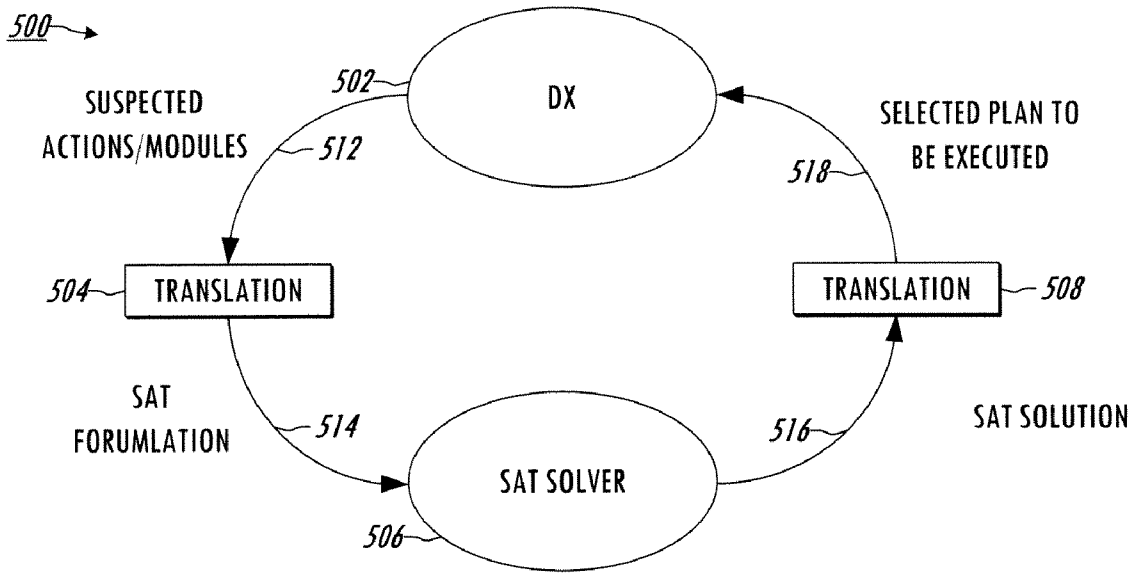 500
502
DX
SUSPECTED
ACTIONS/MODULES
512
SELECTED PLAN TO
BE EXECUTED
518
504
TRANSLATION
TRANSLATION
508
SAT
FORUMLATION
514
516
SAT SOLUTION
SAT SOLVER
506